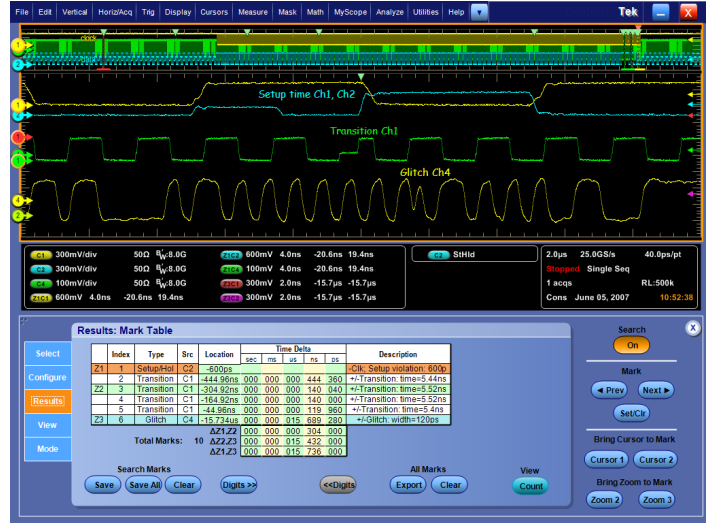 File Edit Vertical Horiz/Acq Trig Display Cursors Measure Mask Math MyScope Analyze Utilities Help Tek X
clock
Setup time Ch1, Ch2
Transition Ch1
Glitch Ch4
C1 300mV/div 50Ω BW:8.0G Z1C2 600mV 4.0ns -20.6ns 19.4ns C2 StHld 2.0µs 25.0GS/s 40.0ps/pt
C2 300mV/div 50Ω BW:8.0G Z1C4 100mV 4.0ns -20.6ns 19.4ns Stopped Single Seq
C4 100mV/div 50Ω BW:8.0G 300mV 2.0ns -15.7µs -15.7µs 1 acqs RL:500k
Z1C1 600mV 4.0ns -20.6ns 19.4ns 300mV 2.0ns -15.7µs -15.7µs Cons June 05, 2007 10:52:38
Results: Mark Table
Select
Configure
Results
View
Mode
Time Delta
Index Type Src Location sec ms us ns ps Description
Z1 1 Setup/Hol C2 -600ps -Clk; Setup violation: 600p
2 Transition C1 -444.96ns 000 000 000 444 360 +/-Transition: time=5.44ns
Z2 3 Transition C1 -304.92ns 000 000 000 140 040 +/-Transition: time=5.52ns
4 Transition C1 -164.92ns 000 000 000 140 000 +/-Transition: time=5.52ns
5 Transition C1 -44.96ns 000 000 000 119 960 +/-Transition: time=5.4ns
Z3 6 Glitch C4 -15.734us 000 000 015 689 280 +/-Glitch: width=120ps
ΔZ1,Z2 000 000 000 304 000
Total Marks: 10 ΔZ2,Z3 000 000 015 432 000
ΔZ1,Z3 000 000 015 736 000
Search Marks
Save Save All Clear Digits >> <<Digits
All Marks
Export Clear
View
Count
Search
On
X
Mark
◄ Prev Next ►
Set/Clr
Bring Cursor to Mark
Cursor 1 Cursor 2
Bring Zoom to Mark
Zoom 2 Zoom 3